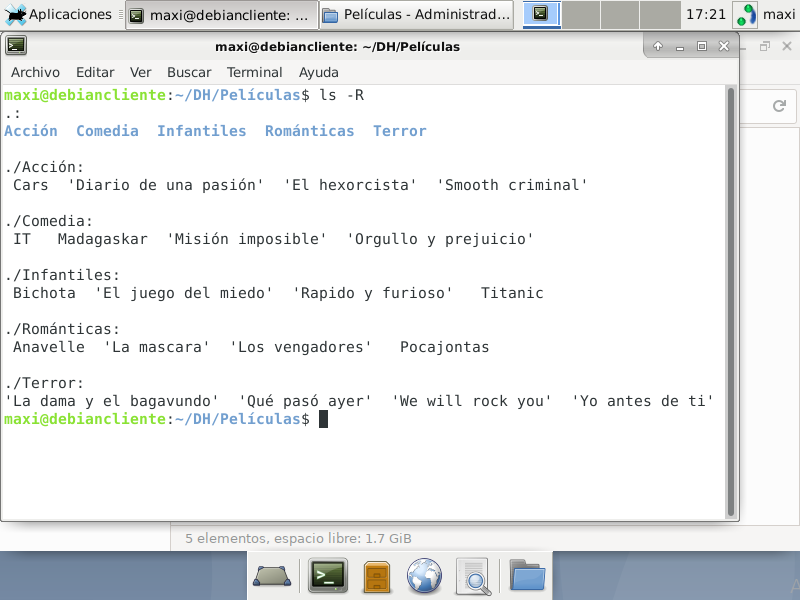 Aplicaciones maxi@debiancliente: ... Películas - Administrad... 17:21 maxi
maxi@debiancliente: ~/DH/Películas
Archivo Editar Ver Buscar Terminal Ayuda
maxi@debiancliente:~/DH/Películas$ ls -R
.:
Acción Comedia Infantiles Románticas Terror
./Acción:
Cars 'Diario de una pasión' 'El hexorcista' 'Smooth criminal'
./Comedia:
IT Madagaskar 'Misión imposible' 'Orgullo y prejuicio'
./Infantiles:
Bichota 'El juego del miedo' 'Rapido y furioso' Titanic
./Románticas:
Anavelle 'La mascara' 'Los vengadores' Pocajontas
./Terror:
'La dama y el bagavundo' 'Qué pasó ayer' 'We will rock you' 'Yo antes de ti'
maxi@debiancliente:~/DH/Películas$
5 elementos, espacio libre: 1.7 GiB